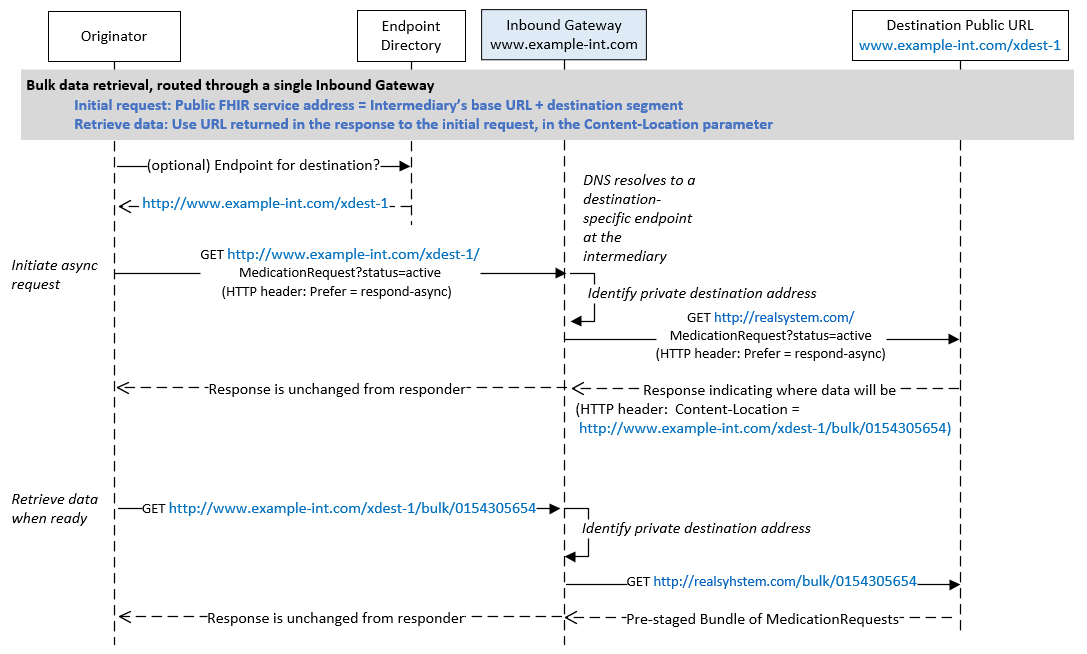 Originator
Endpoint
Directory
Inbound Gateway
www.example-int.com
Destination Public URL
www.example-int.com/xdest-1
Bulk data retrieval, routed through a single Inbound Gateway
Initial request: Public FHIR service address = Intermediary's base URL + destination segment
Retrieve data: Use URL returned in the response to the initial request, in the Content-Location parameter
(optional) Endpoint for destination?
http://www.example-int.com/xdest-1
DNS resolves to a
destination-
specific endpoint
at the
intermediary
Initiate async
request
GET http://www.example-int.com/xdest-1/
MedicationRequest?status=active
(HTTP header: Prefer = respond-async)
Identify private destination address
GET http://realsystem.com/
MedicationRequest?status=active
(HTTP header: Prefer = respond-async)
Response is unchanged from responder
Response indicating where data will be
(HTTP header:  Content-Location =
http://www.example-int.com/xdest-1/bulk/0154305654)
Retrieve data
when ready
GET http://www.example-int.com/xdest-1/bulk/0154305654
Identify private destination address
GET http://realsyhstem.com/bulk/0154305654
Response is unchanged from responder
Pre-staged Bundle of MedicationRequests